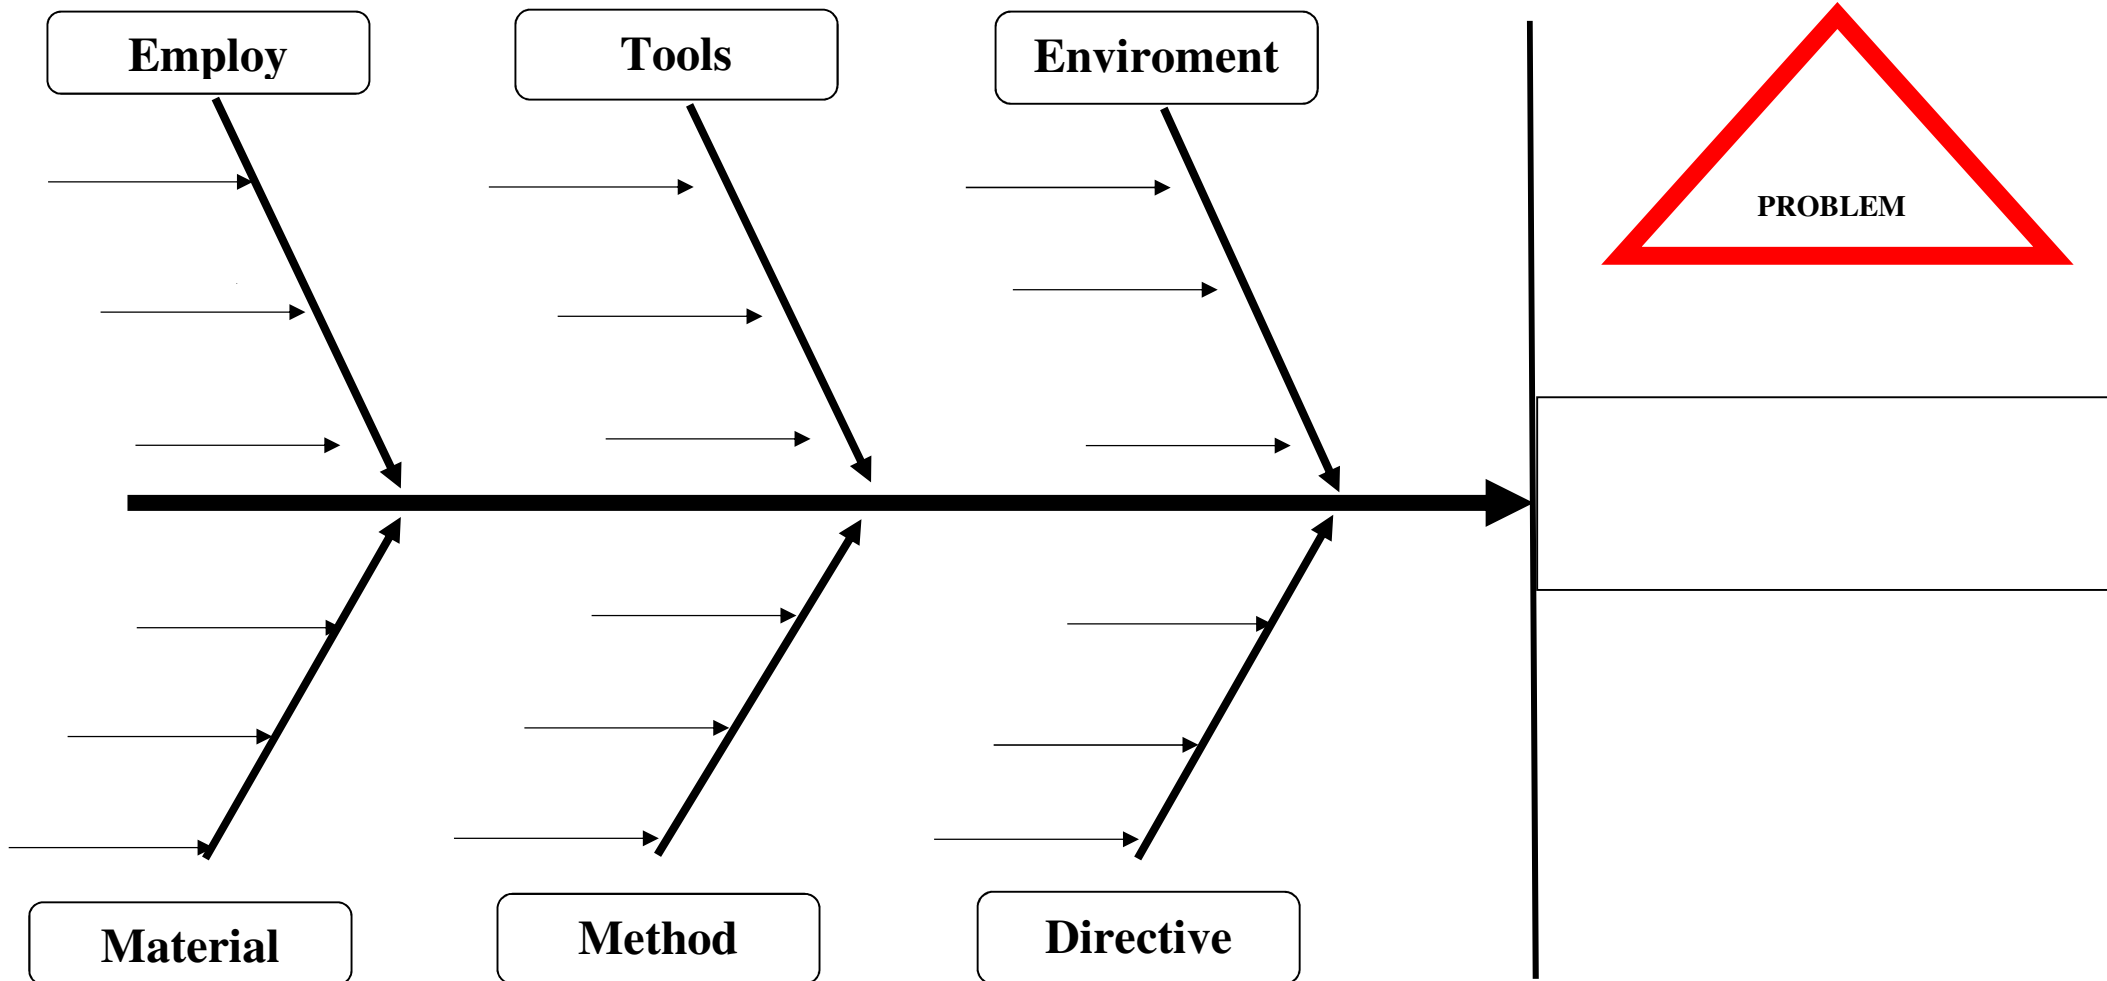 Employ
Tools
Enviroment
PROBLEM
Material
Method
Directive